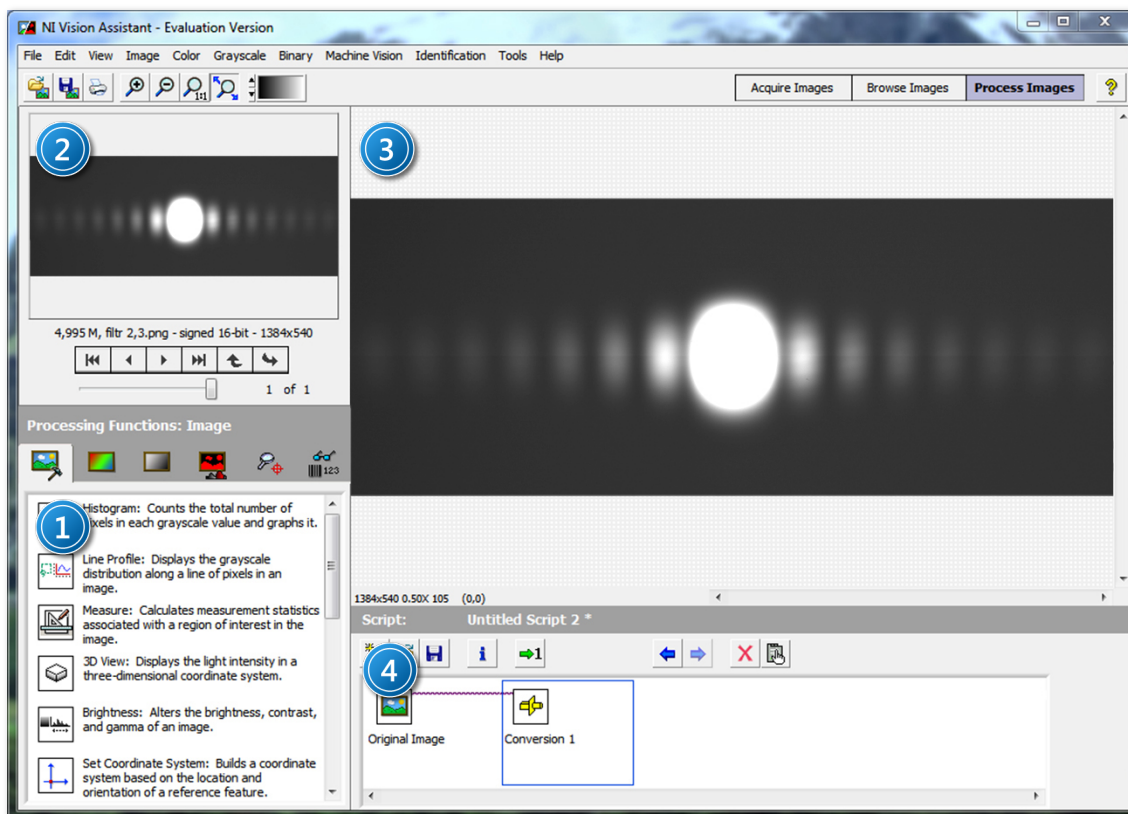 NI Vision Assistant - Evaluation Version
File Edit View Image Color Grayscale Binary Machine Vision Identification Tools Help
1:1
Acquire Images Browse Images Process Images ?
2
3
4,995 M, filtr 2,3.png - signed 16-bit - 1384x540
1 of 1
Processing Functions: Image
123
1
Histogram: Counts the total number of
pixels in each grayscale value and graphs it.
Line Profile: Displays the grayscale
distribution along a line of pixels in an
image.
Measure: Calculates measurement statistics
associated with a region of interest in the
image.
3D View: Displays the light intensity in a
three-dimensional coordinate system.
Brightness: Alters the brightness, contrast,
and gamma of an image.
Set Coordinate System: Builds a coordinate
system based on the location and
orientation of a reference feature.
1384x540 0.50X 105 (0,0)
Script: Untitled Script 2 *
i
1
4
Original Image Conversion 1